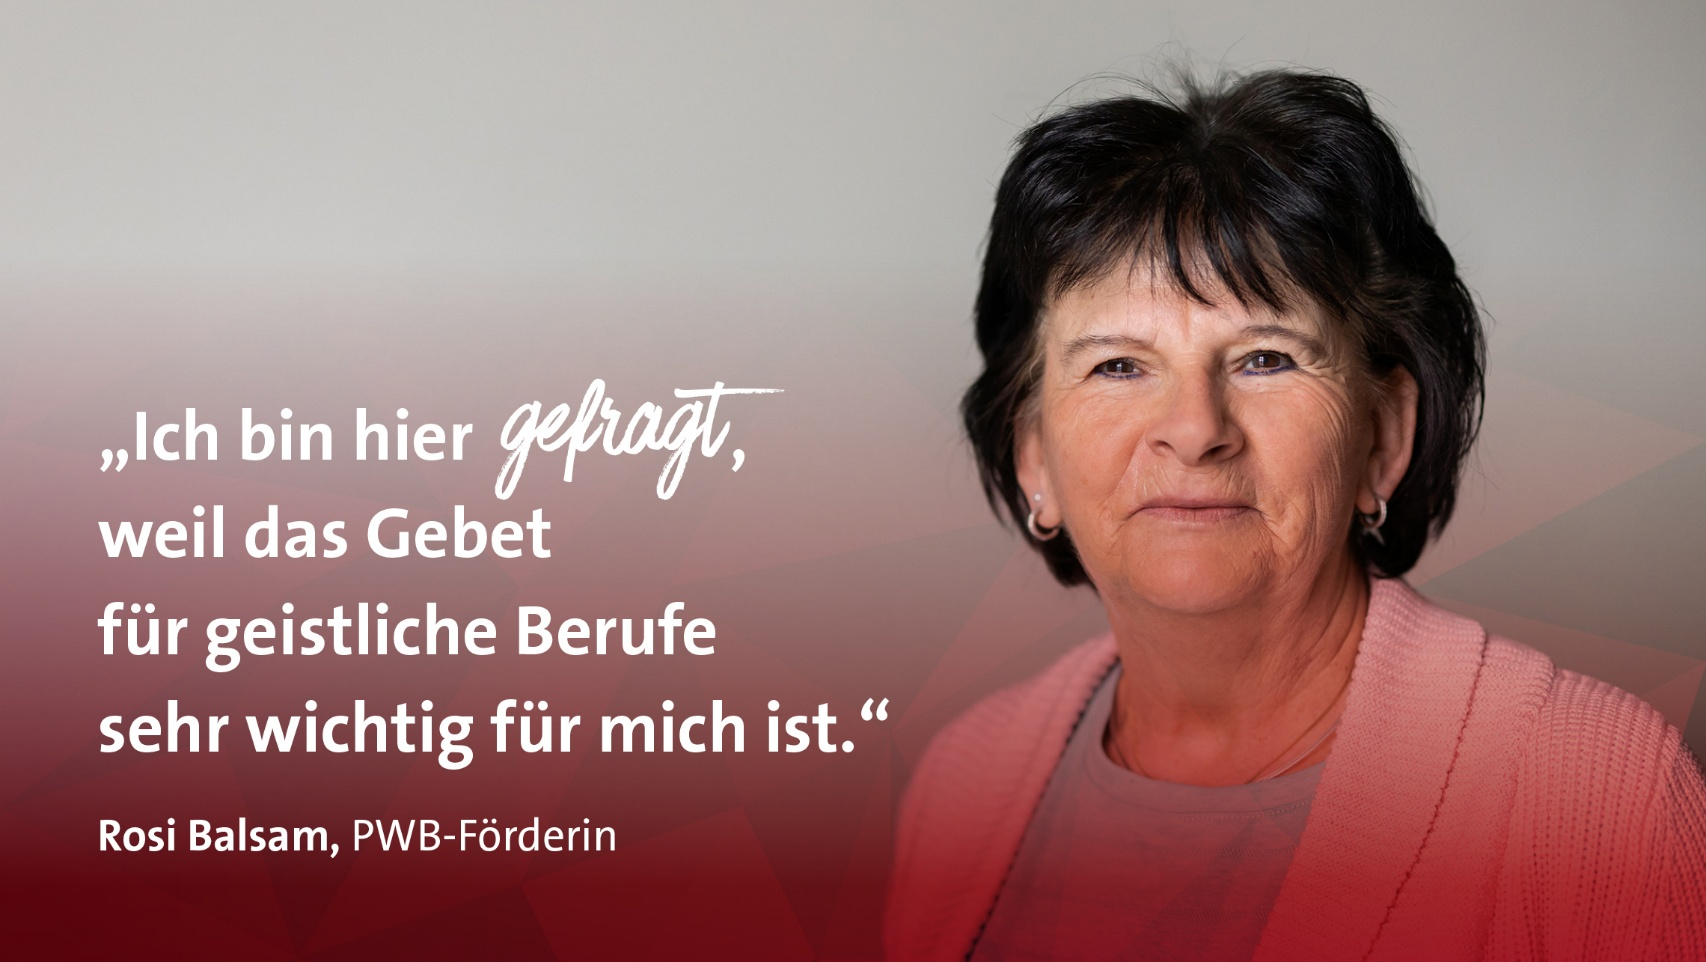 „Ich bin hier gefragt,
weil das Gebet
für geistliche Berufe
sehr wichtig für mich ist.“
Rosi Balsam, PWB-Förderin